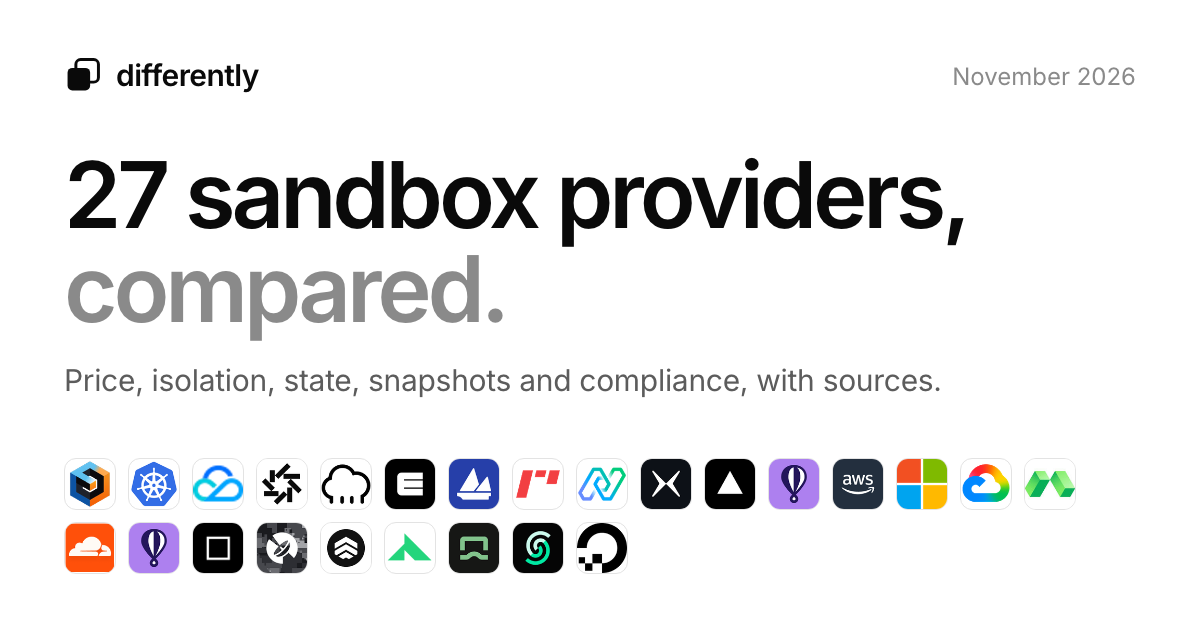 differently
November 2026
27 sandbox providers,
compared.
Price, isolation, state, snapshots and compliance, with sources.
aws